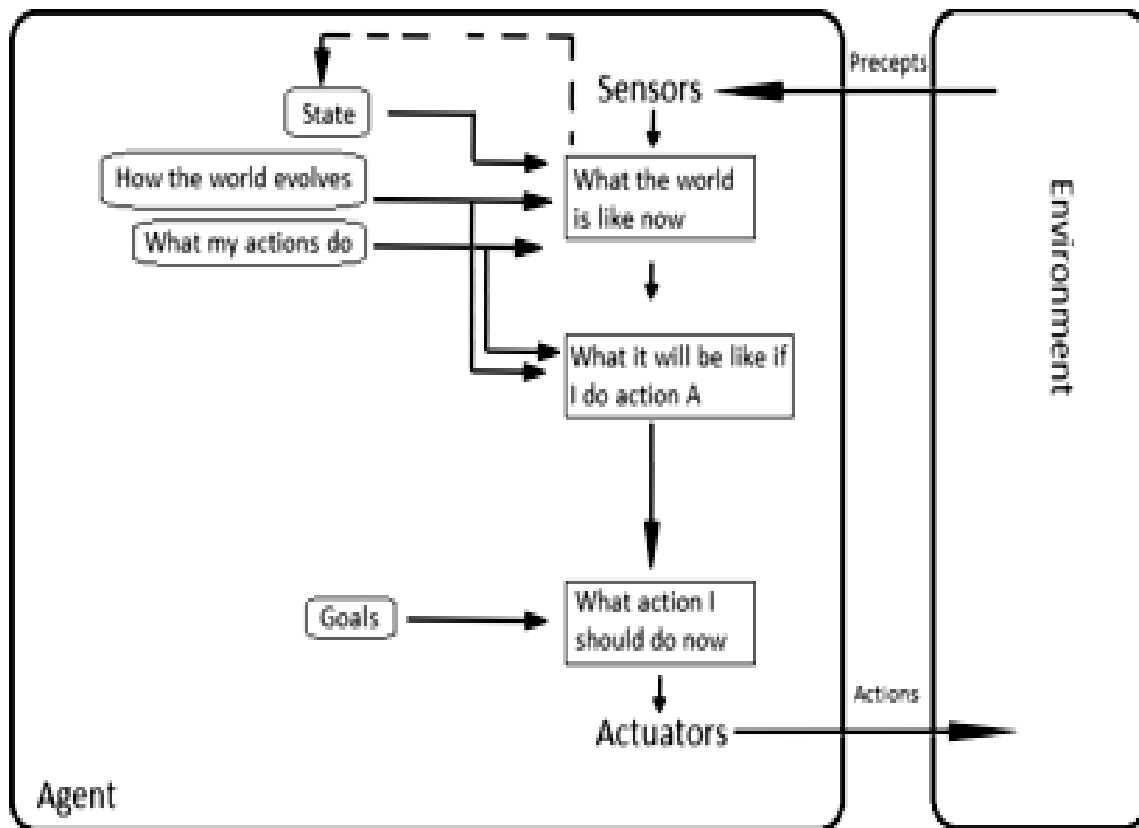 Precepts
Sensors
State
How the world evolves
What the world
is like now
What my actions do
Environment
What it will be like if
I do action A
Goals
What action I
should do now
Actions
Actuators
Agent